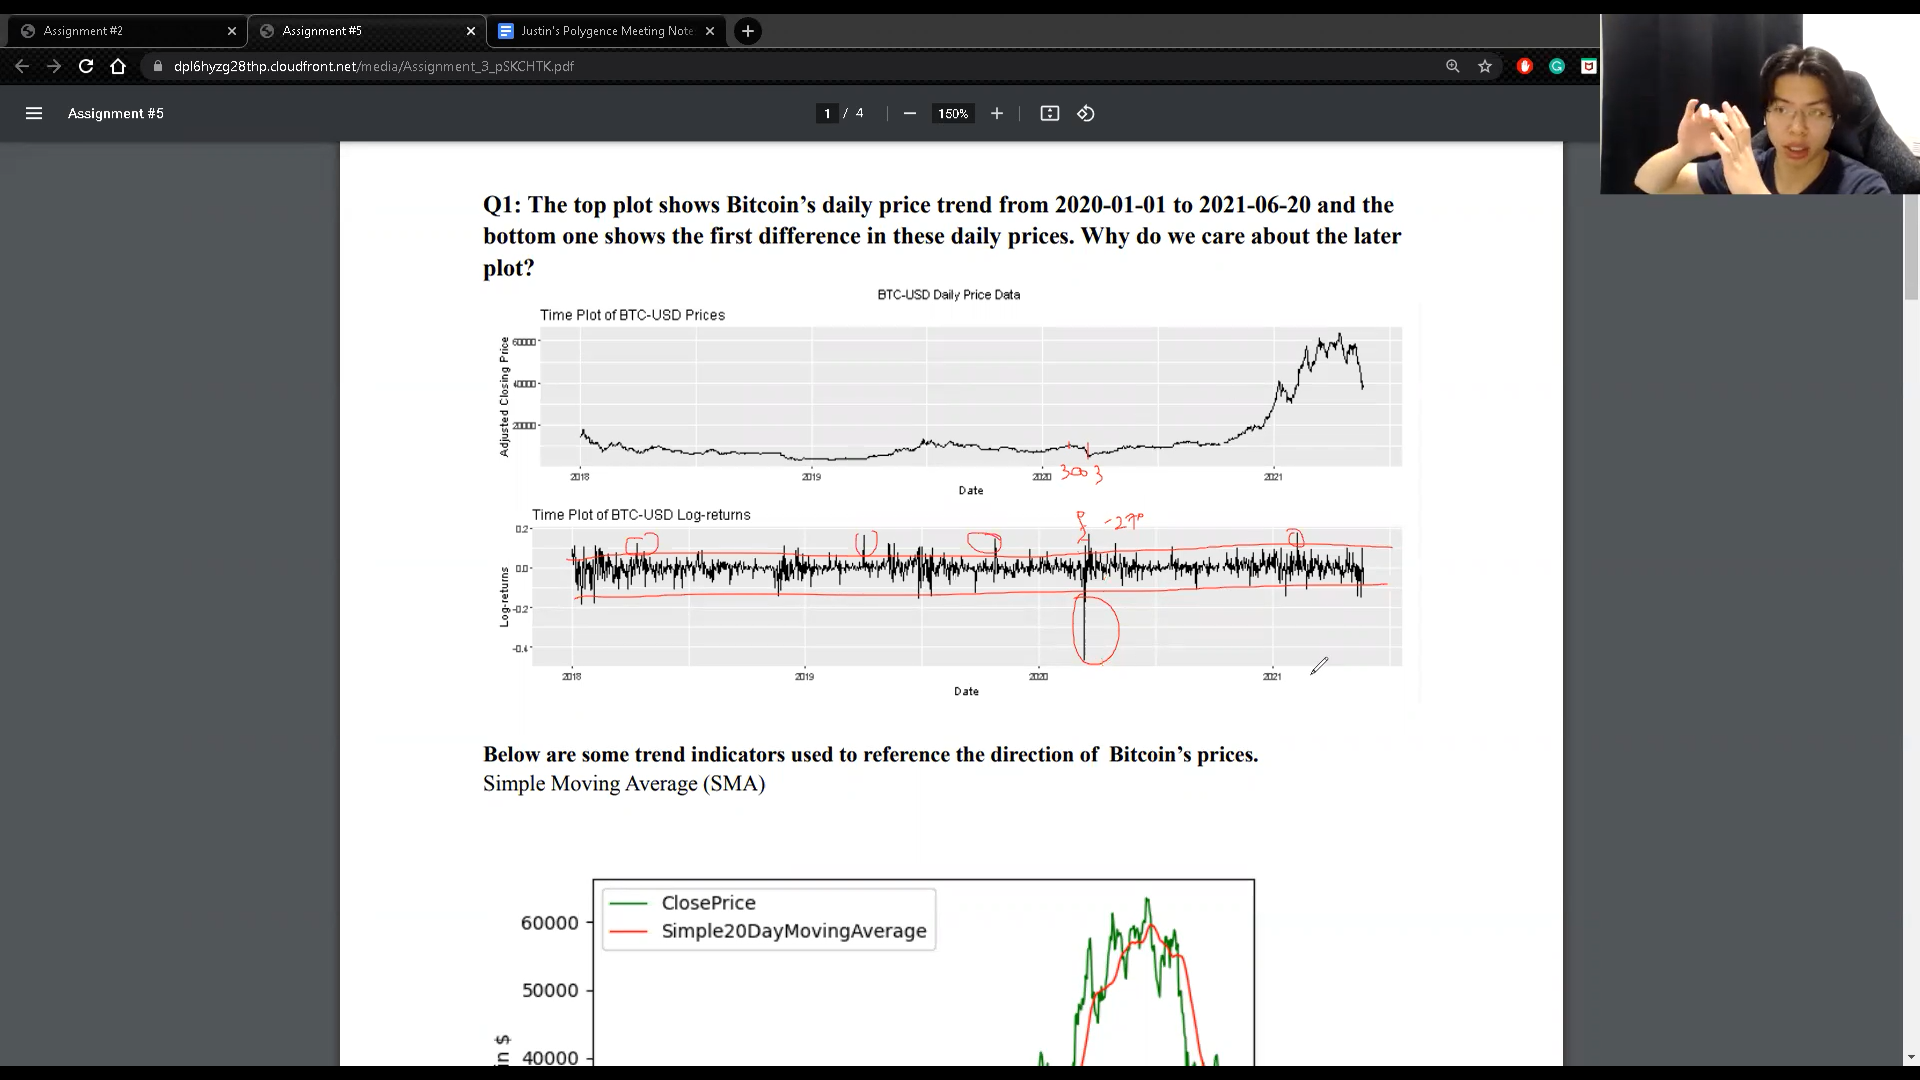 Assignment #2
Assignment #5
Justin's Polygence Meeting Note
dpl6hyzg28thp.cloudfront.net/media/Assignment_3_pSKCHTK.pdf
Assignment #5
1 / 4
150%
Q1: The top plot shows Bitcoin's daily price trend from 2020-01-01 to 2021-06-20 and the
bottom one shows the first difference in these daily prices. Why do we care about the later
plot?
BTC-USD Daily Price Data
Time Plot of BTC-USD Prices
Adjusted Closing Price
60000
40000
20000
2018 2019 2020 2021
Date
Time Plot of BTC-USD Log-returns
Log-returns
0.2
0.0
-0.2
-0.4
2018 2019 2020 2021
Date
Below are some trend indicators used to reference the direction of Bitcoin's prices.
Simple Moving Average (SMA)
ClosePrice
Simple20DayMovingAverage
60000
50000
40000
in $